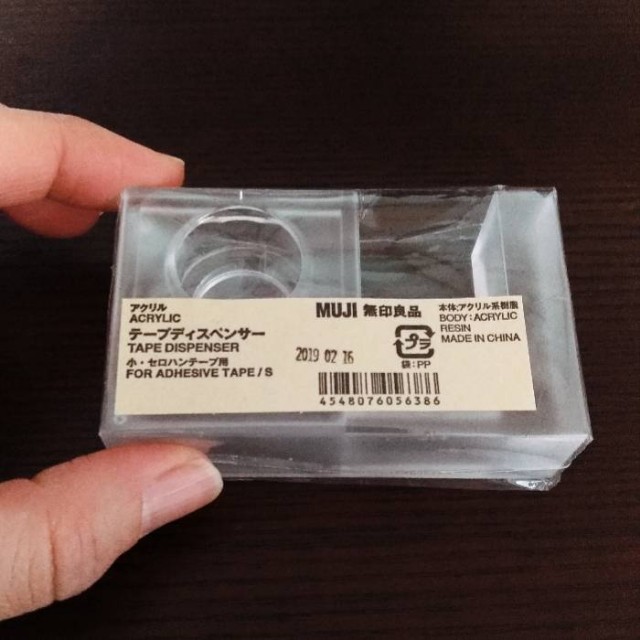 アクリル
ACRYLIC
テープディスペンサー
TAPE DISPENSER
小・セロハンテープ用
FOR ADHESIVE TAPE / S
MUJI 無印良品
2019 02 16
プラ
袋:PP
4548076056386
本体:アクリル系樹脂
BODY : ACRYLIC
RESIN
MADE IN CHINA